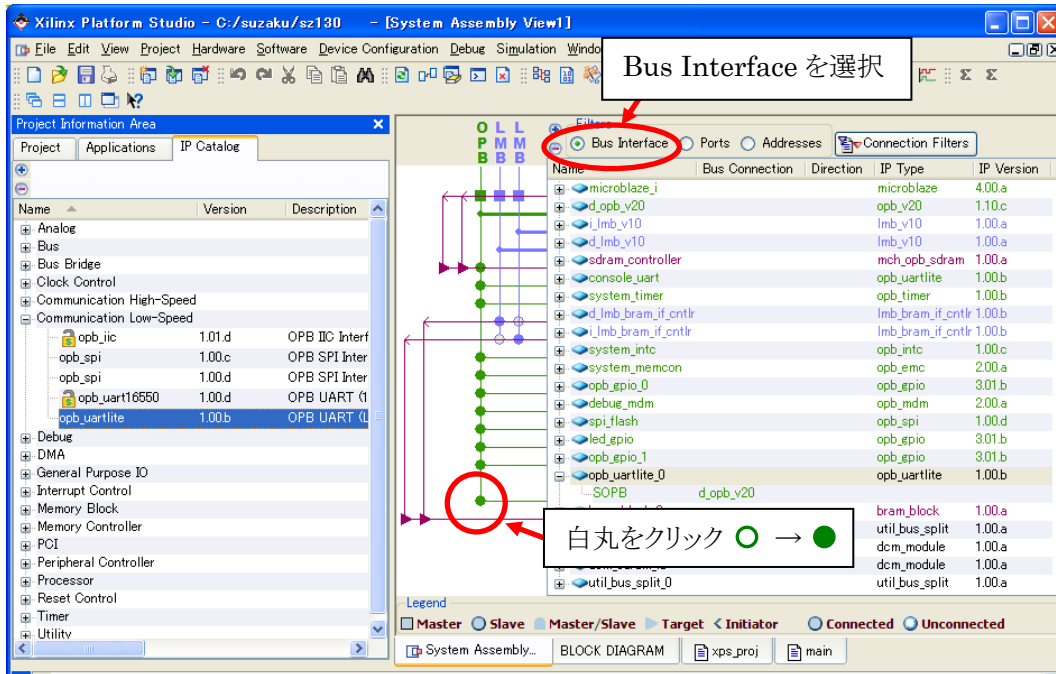 Xilinx Platform Studio - C:/suzaku/sz130 - [System Assembly View1]
File Edit View Project Hardware Software Device Configuration Debug Simulation Windo
Bus Interface を選択
Project Information Area
Project Applications IP Catalog
Name Version Description
Analog
Bus
Bus Bridge
Clock Control
Communication High-Speed
Communication Low-Speed
opb_iic 1.01.d OPB IIC Interf
opb_spi 1.00.c OPB SPI Inter
opb_spi 1.00.d OPB SPI Inter
opb_uart16550 1.00.d OPB UART (1
opb_uartlite 1.00.b OPB UART (L
Debug
DMA
General Purpose IO
Interrupt Control
Memory Block
Memory Controller
PCI
Peripheral Controller
Processor
Reset Control
Timer
Utility
OPB LMB LMB
Filters
Bus Interface Ports Addresses Connection Filters
Name Bus Connection Direction IP Type IP Version
microblaze_i microblaze 4.00.a
d_opb_v20 opb_v20 1.10.c
i_lmb_v10 lmb_v10 1.00.a
d_lmb_v10 lmb_v10 1.00.a
sdram_controller mch_opb_sdram 1.00.a
console_uart opb_uartlite 1.00.b
system_timer opb_timer 1.00.b
d_lmb_bram_if_cntlr lmb_bram_if_cntlr 1.00.b
i_lmb_bram_if_cntlr lmb_bram_if_cntlr 1.00.b
system_intc opb_intc 1.00.c
system_memcon opb_emc 2.00.a
opb_gpio_0 opb_gpio 3.01.b
debug_mdm opb_mdm 2.00.a
spi_flash opb_spi 1.00.d
led_gpio opb_gpio 3.01.b
opb_gpio_1 opb_gpio 3.01.b
opb_uartlite_0 opb_uartlite 1.00.b
SOPB d_opb_v20
bram_block 1.00.a
util_bus_split 1.00.a
dcm_module 1.00.a
dcm_module 1.00.a
util_bus_split_0 util_bus_split 1.00.a
白丸をクリック ○ → ●
Legend
Master Slave Master/Slave Target Initiator Connected Unconnected
System Assembly... BLOCK DIAGRAM xps_proj main